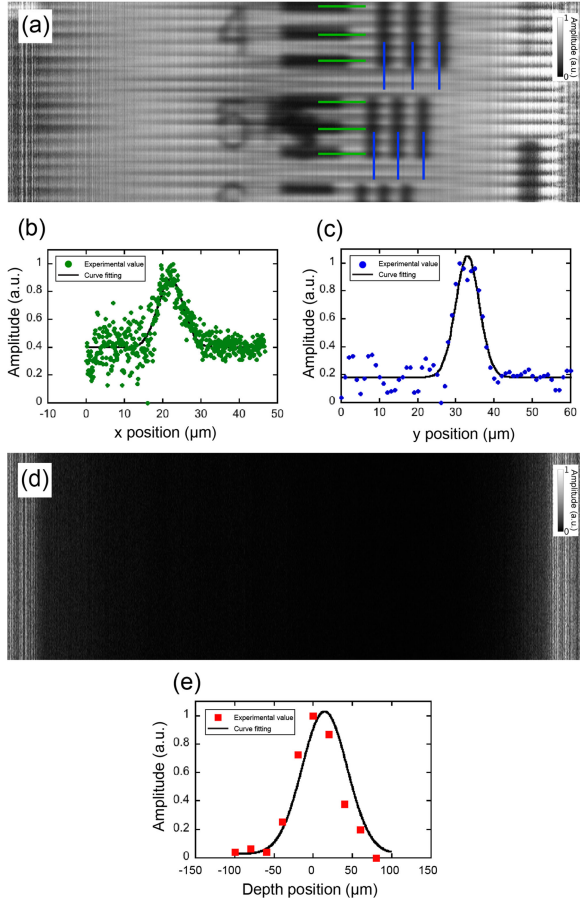 (a)
1
Amplitude (a.u.)
0
4
5
(b)
Experimental value
Curve fitting
Amplitude (a.u.)
1
0.8
0.6
0.4
0.2
0
-10 0 10 20 30 40 50
x position (μm)
(c)
Experimental value
Curve fitting
Amplitude (a.u.)
1
0.8
0.6
0.4
0.2
0
0 10 20 30 40 50 60
y position (μm)
(d)
1
Amplitude (a.u.)
0
(e)
Experimental value
Curve fitting
Amplitude (a.u.)
1
0.8
0.6
0.4
0.2
0
-150 -100 -50 0 50 100 150
Depth position (μm)